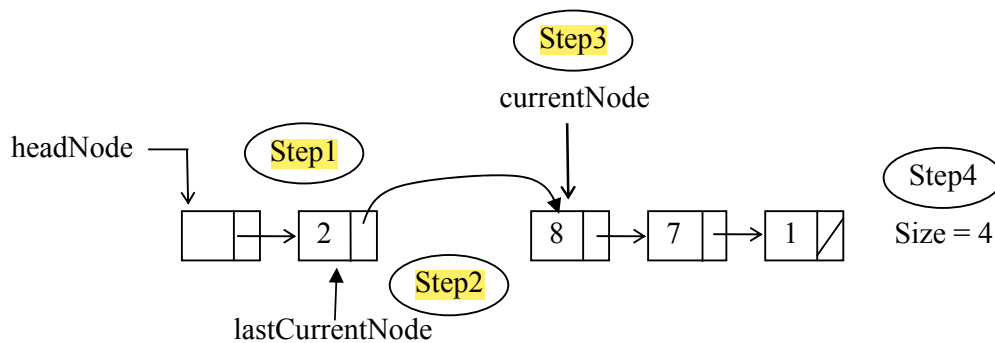 Step3
currentNode
headNode
Step1
Step4
2
8
7
1
Size = 4
Step2
lastCurrentNode